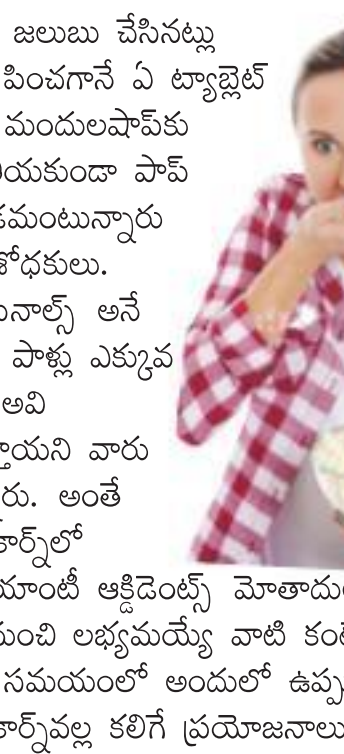 జలుబు చేసినట్లు
పించగానే ఏ ట్యాబ్లెట్
మందులషాప్‌కు
యకుండా పాప్
డమంటున్నారు
శోధకులు.
నాల్స్ అనే
పాళ్లు ఎక్కువ
అవి
్తాయని వారు
రు. అంతే
కార్న్‌లో
యాంటీ ఆక్డిడెంట్స్ మోతాదు
నుంచి లభ్యమయ్యే వాటి
సమయంలో అందులో ఉప్పు
కార్న్‌వల్ల కలిగే ప్రయోజనాలు